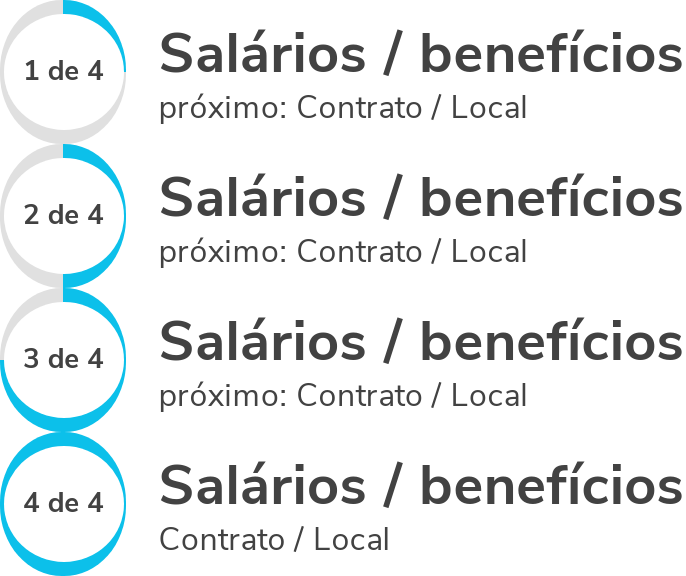 1 de 4
Salários / benefícios
próximo: Contrato / Local
2 de 4
Salários / benefícios
próximo: Contrato / Local
3 de 4
Salários / benefícios
próximo: Contrato / Local
4 de 4
Salários / benefícios
Contrato / Local